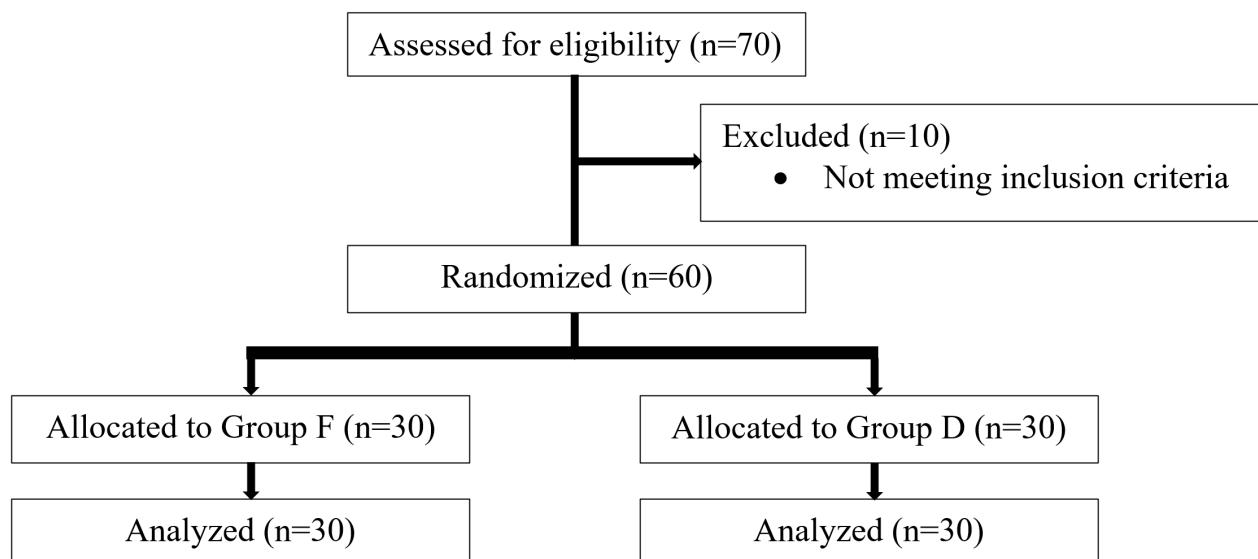 Assessed for eligibility (n=70)
Excluded (n=10)
• Not meeting inclusion criteria
Randomized (n=60)
Allocated to Group F (n=30)
Allocated to Group D (n=30)
Analyzed (n=30)
Analyzed (n=30)